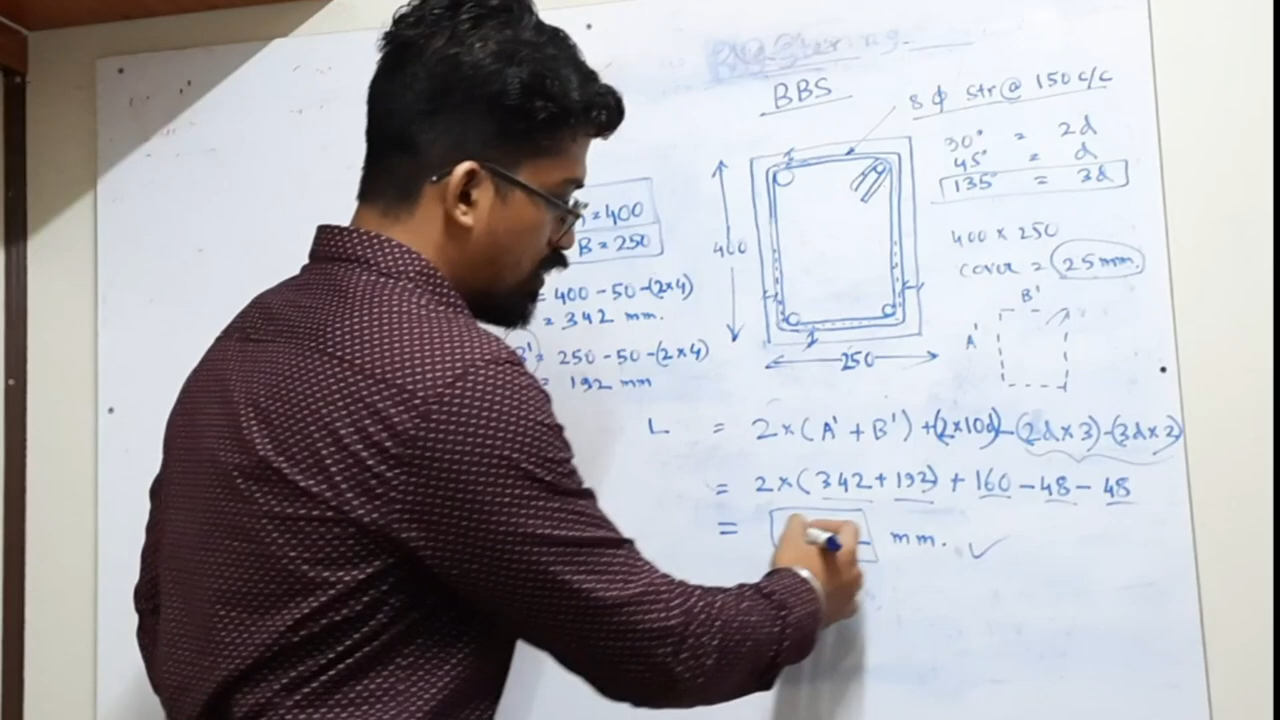 BBS
8 ϕ Str @ 150 c/c
30° = 2d
45° = d
135° = 3d
= 400
B = 250
400
250
400 x 250
cover = 25 mm.
B'
A'
= 400 - 50 - (2x4)
= 342 mm.
B' = 250 - 50 - (2x4)
= 192 mm
L = 2 x (A' + B') + (2x10d) - (2d x 3) - (3d x 2)
= 2 x (342 + 192) + 160 - 48 - 48
= mm. ✓